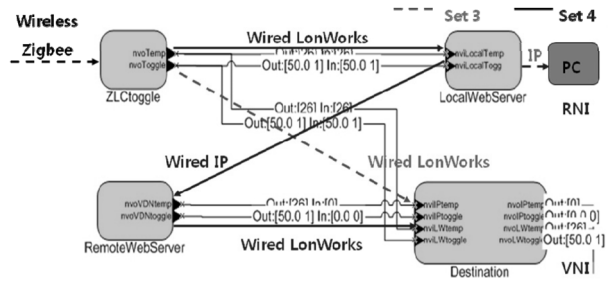 Set 3
Set 4
Wireless
Zigbee
Wired LonWorks
nvoTemp
nvoToggle
ZLCtoggle
Out:[26] In:[26]
Out:[50.0 1] In:[50.0 1]
nviLocalTemp
nviLocalTogg
LocalWebServer
IP
PC
RNI
Out:[26] In:[26]
Out:[50.0 1] In:[50.0 1]
Wired IP
Wired LonWorks
nvoVDNtemp
nvoVDNtoggle
RemoteWebServer
Out:[26] In:[0]
Out:[50.0 1] In:[0.0 0]
Wired LonWorks
nviIPtemp
nviIPtoggle
nviLWtemp
nviLWtoggle
nvoIPtemp
nvoIPtoggle
nvoLWtemp
nvoLWtoggle
Out:[0]
Out:[0.0 0]
Out:[26]
Out:[50.0 1]
Destination
VNI